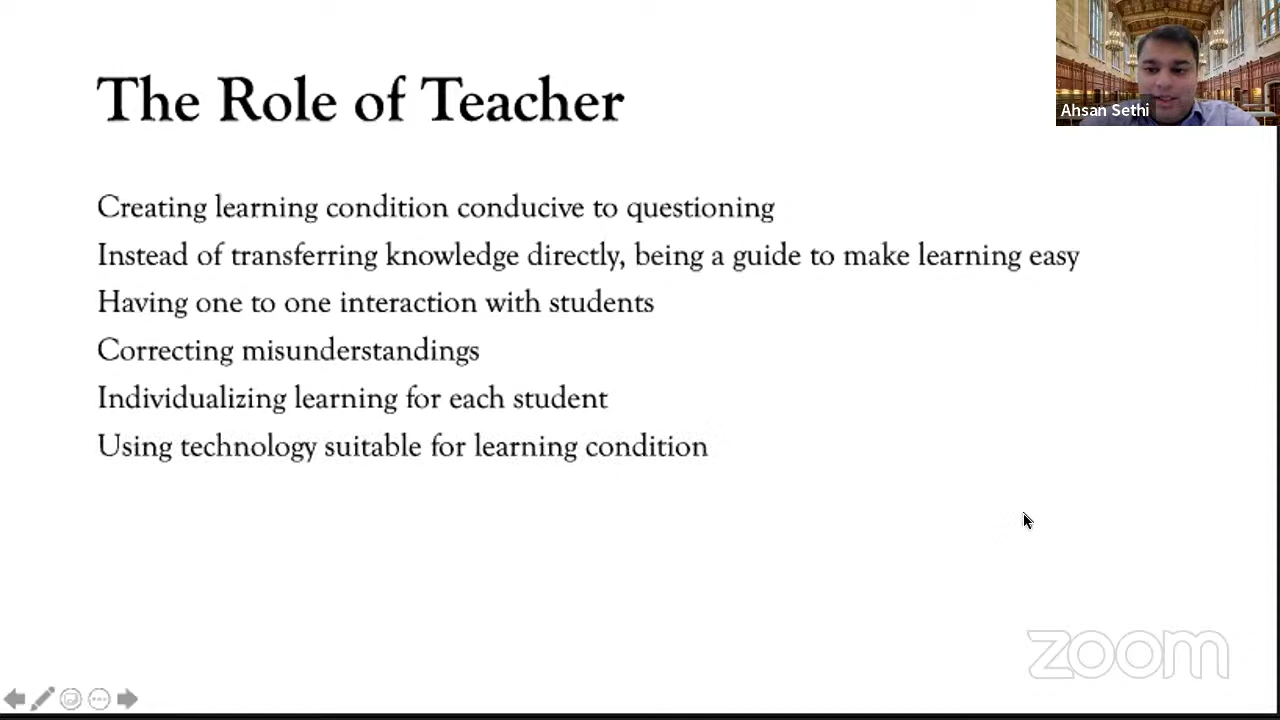 The Role of Teacher
Ahsan Sethi
Creating learning condition conducive to questioning
Instead of transferring knowledge directly, being a guide to make learning easy
Having one to one interaction with students
Correcting misunderstandings
Individualizing learning for each student
Using technology suitable for learning condition
zoom